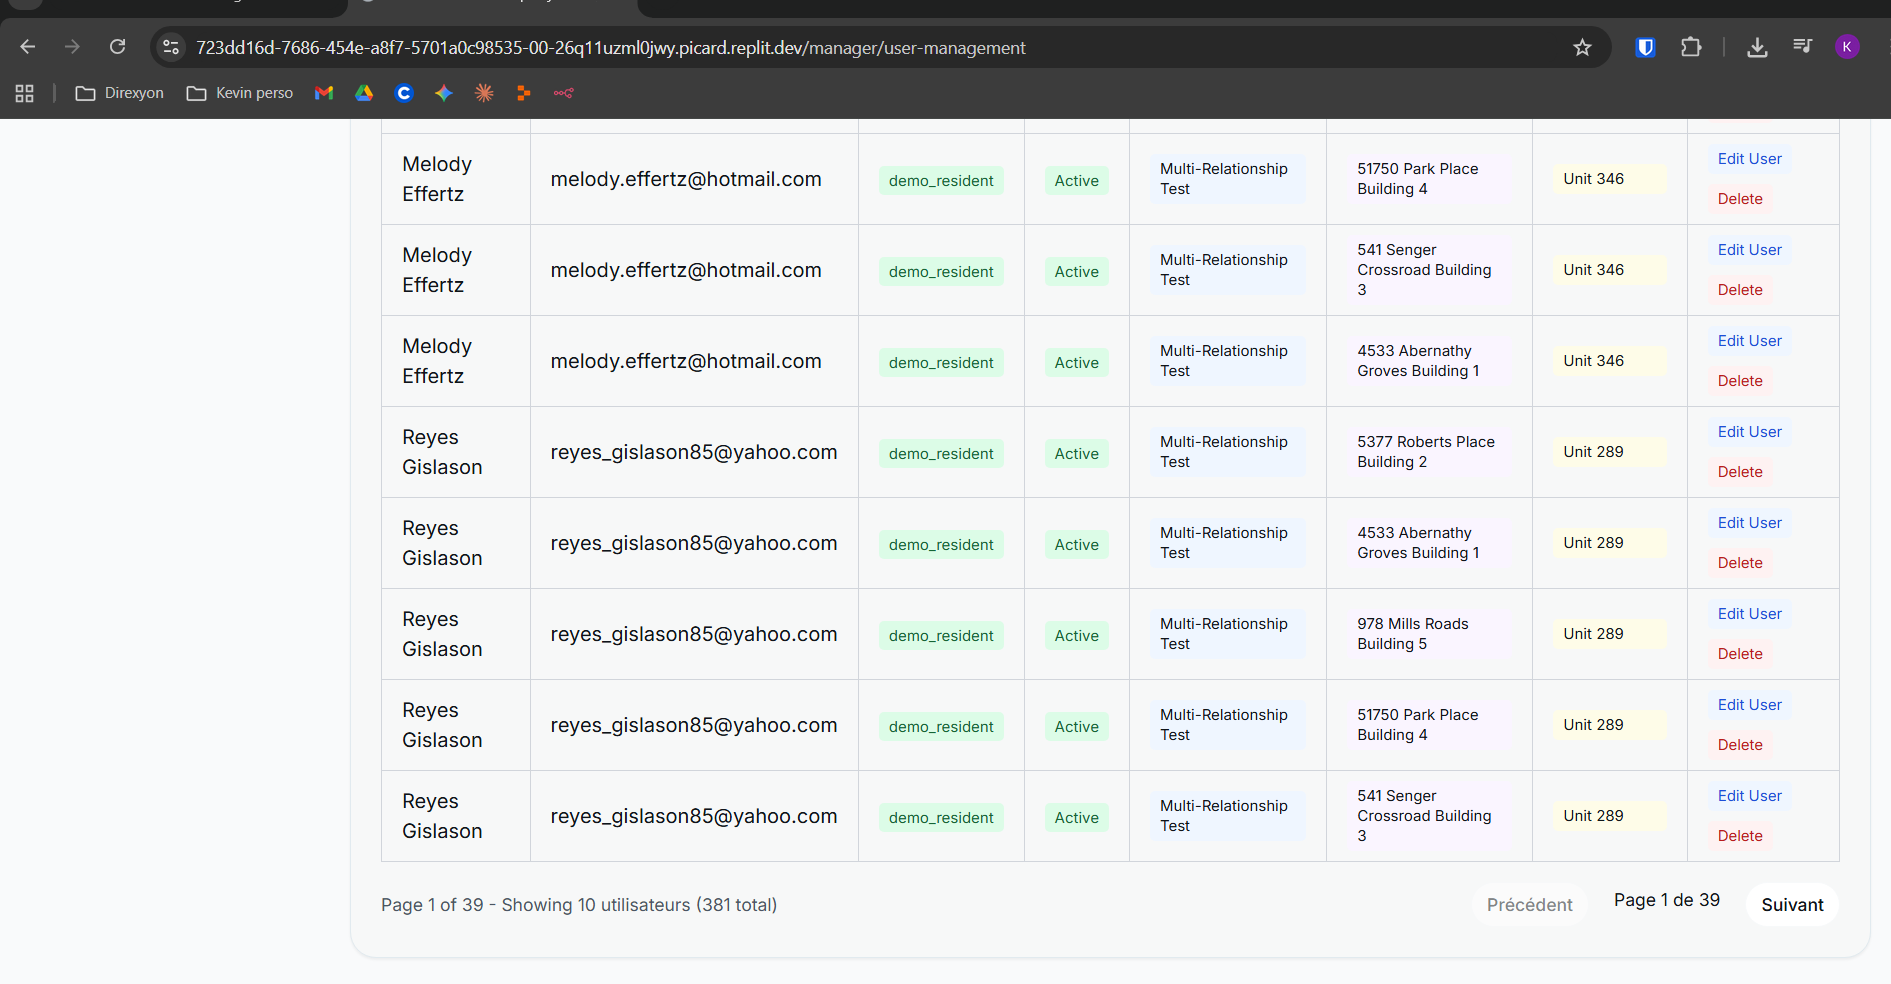 723dd16d-7686-454e-a8f7-5701a0c98535-00-26q11uzml0jwy.picard.replit.dev/manager/user-management
K
Direxyon
Kevin perso
Melody
Effertz
melody.effertz@hotmail.com
demo_resident
Active
Multi-Relationship
Test
51750 Park Place
Building 4
Unit 346
Edit User
Delete
Melody
Effertz
melody.effertz@hotmail.com
demo_resident
Active
Multi-Relationship
Test
541 Senger
Crossroad Building
3
Unit 346
Edit User
Delete
Melody
Effertz
melody.effertz@hotmail.com
demo_resident
Active
Multi-Relationship
Test
4533 Abernathy
Groves Building 1
Unit 346
Edit User
Delete
Reyes
Gislason
reyes_gislason85@yahoo.com
demo_resident
Active
Multi-Relationship
Test
5377 Roberts Place
Building 2
Unit 289
Edit User
Delete
Reyes
Gislason
reyes_gislason85@yahoo.com
demo_resident
Active
Multi-Relationship
Test
4533 Abernathy
Groves Building 1
Unit 289
Edit User
Delete
Reyes
Gislason
reyes_gislason85@yahoo.com
demo_resident
Active
Multi-Relationship
Test
978 Mills Roads
Building 5
Unit 289
Edit User
Delete
Reyes
Gislason
reyes_gislason85@yahoo.com
demo_resident
Active
Multi-Relationship
Test
51750 Park Place
Building 4
Unit 289
Edit User
Delete
Reyes
Gislason
reyes_gislason85@yahoo.com
demo_resident
Active
Multi-Relationship
Test
541 Senger
Crossroad Building
3
Unit 289
Edit User
Delete
Page 1 of 39 - Showing 10 utilisateurs (381 total)
Précédent
Page 1 de 39
Suivant